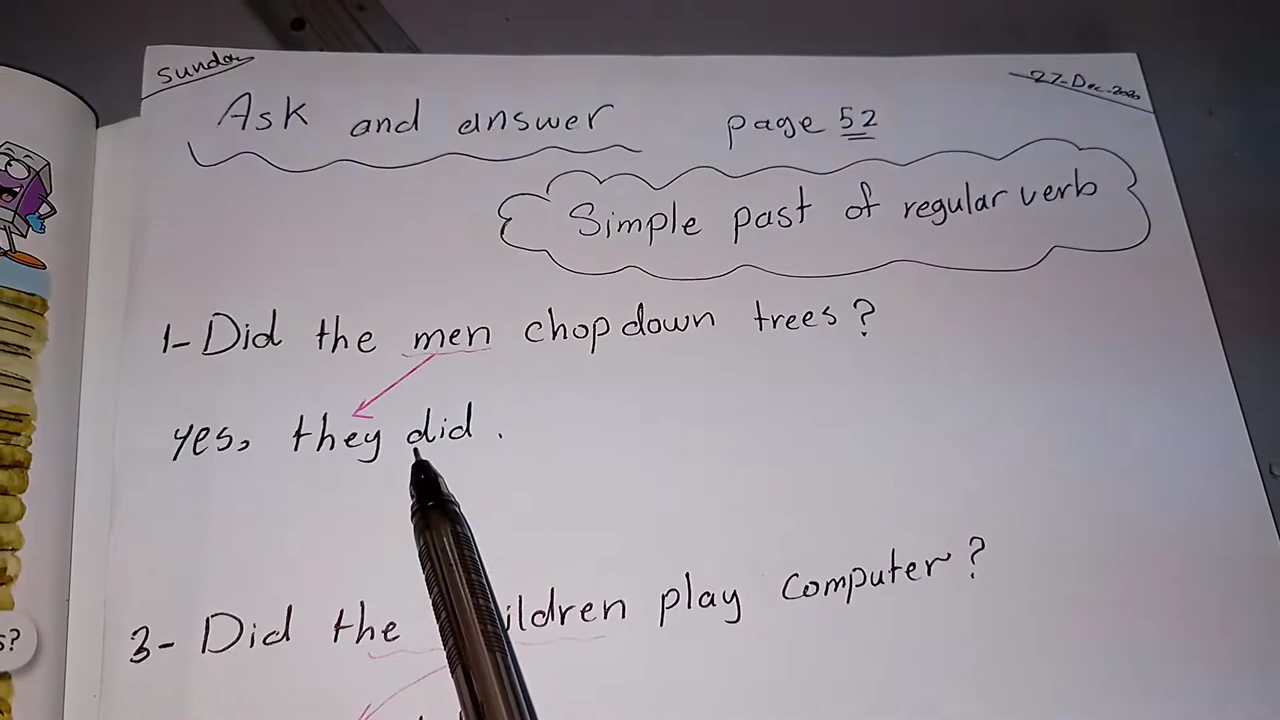 Sunday
27-Dec-2020
Ask and answer page 52
Simple past of regular verb
1- Did the men chop down trees?
yes, they did.
3- Did the ildren play computer?
s?